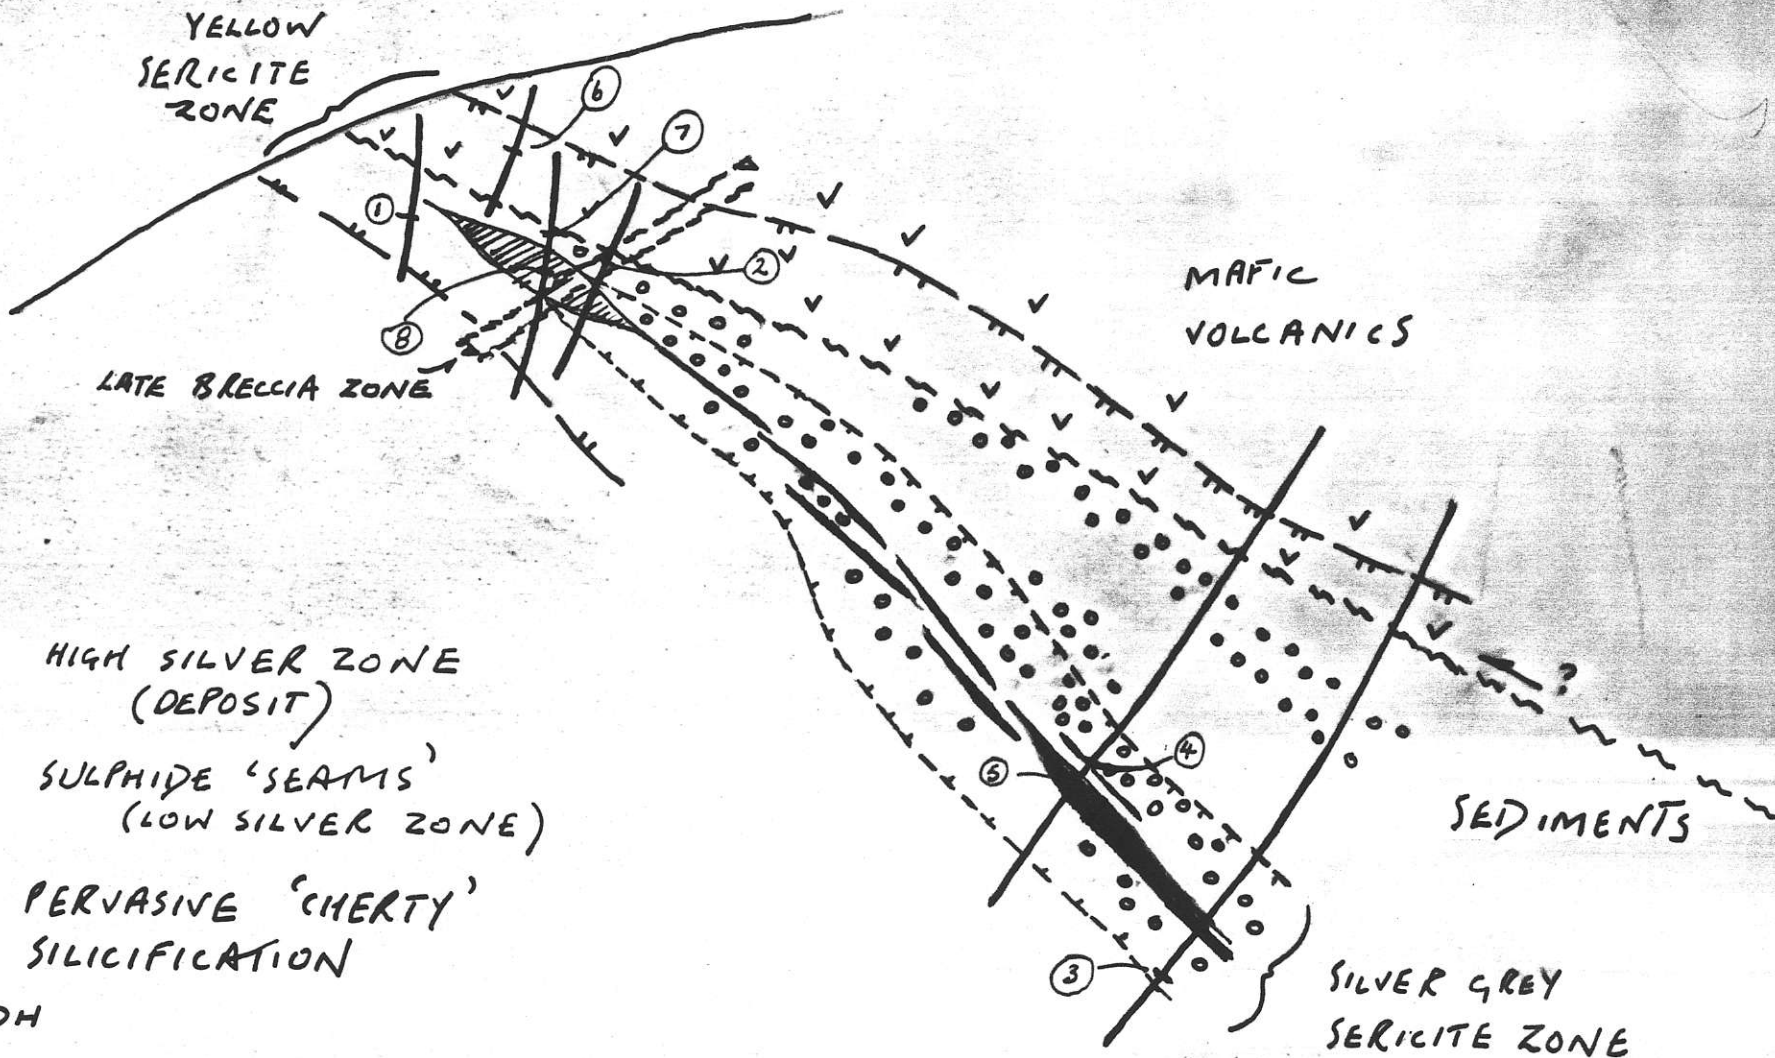 YELLOW
SERICITE
ZONE
6
7
1
2
8
LATE BRECCIA ZONE
MAFIC
VOLCANICS
HIGH SILVER ZONE
(DEPOSIT)
SULPHIDE 'SEAMS'
(LOW SILVER ZONE)
PERVASIVE 'CHERTY'
SILICIFICATION
DH
?
4
5
SEDIMENTS
3
SILVER GREY
SERICITE ZONE